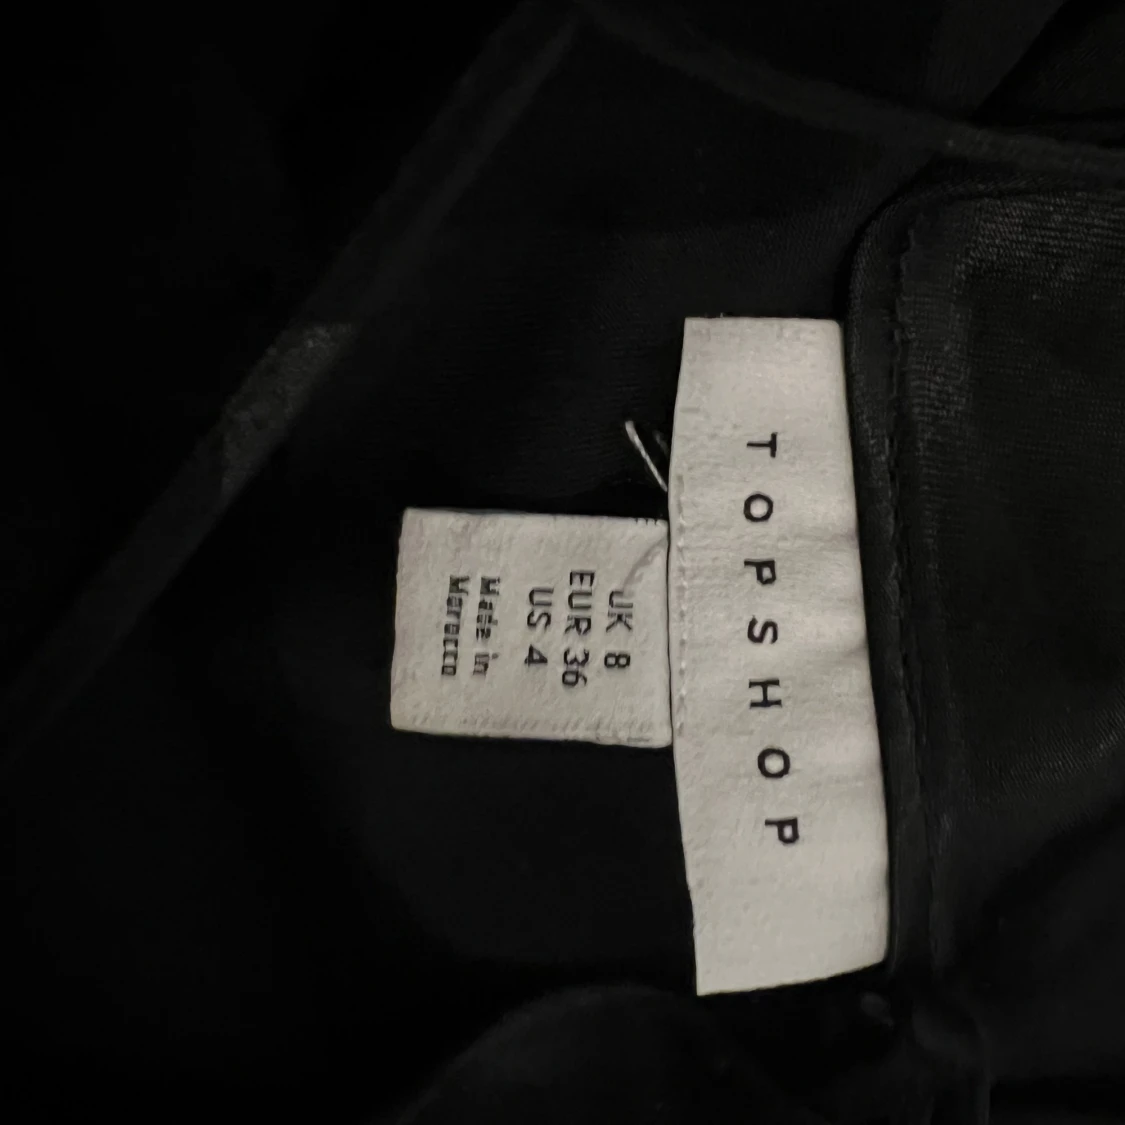 TOPSHOP
UK 8
EUR 36
US 4
Made in
Morocco